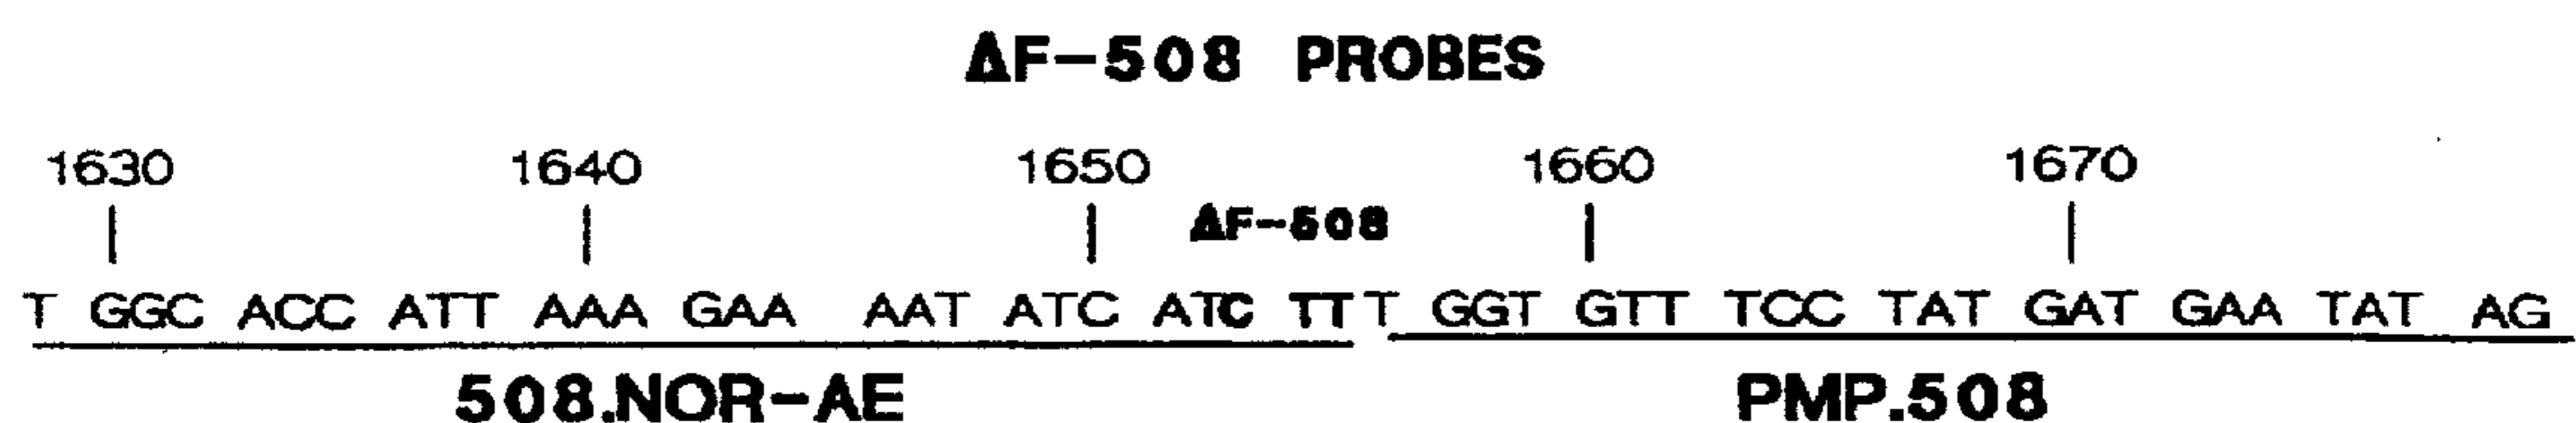 ΔF-508 PROBES
1630 1640 1650 1660 1670
ΔF-508
T GGC ACC ATT AAA GAA AAT ATC ATC TTT GGT GTT TCC TAT GAT GAA TAT AG
508.NOR-AE PMP.508